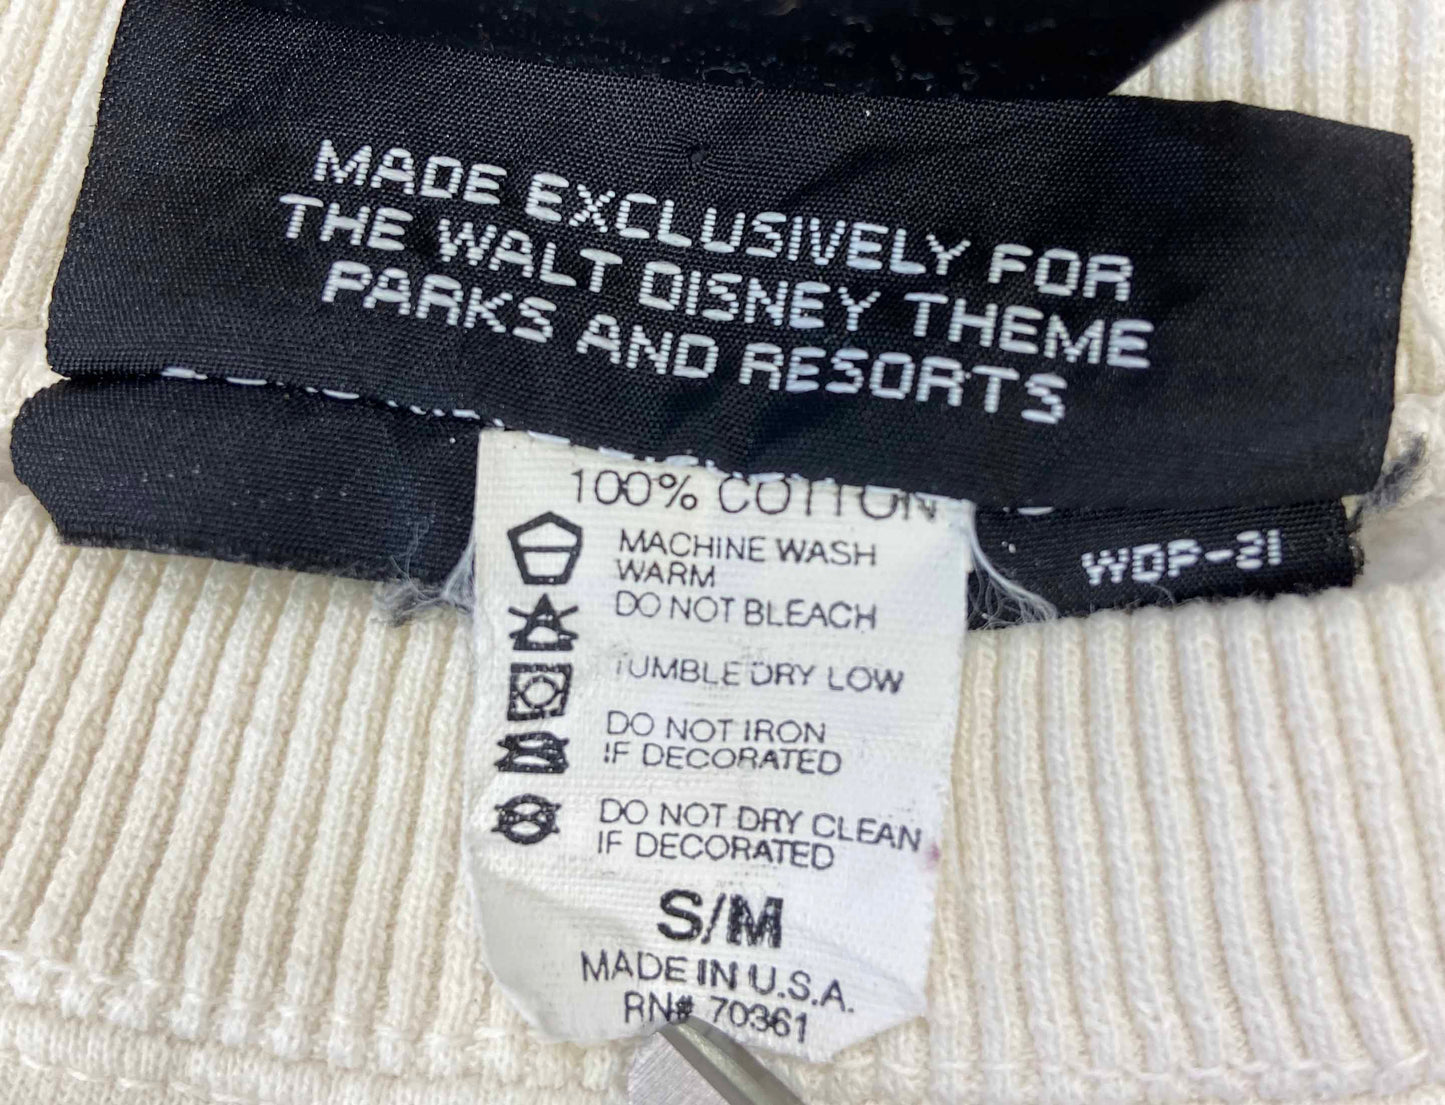 MADE EXCLUSIVELY FOR
THE WALT DISNEY THEME
PARKS AND RESORTS
WDP-21
100% COTTON
MACHINE WASH
WARM
DO NOT BLEACH
TUMBLE DRY LOW
DO NOT IRON
IF DECORATED
DO NOT DRY CLEAN
IF DECORATED
S/M
MADE IN U.S.A.
RN# 70361